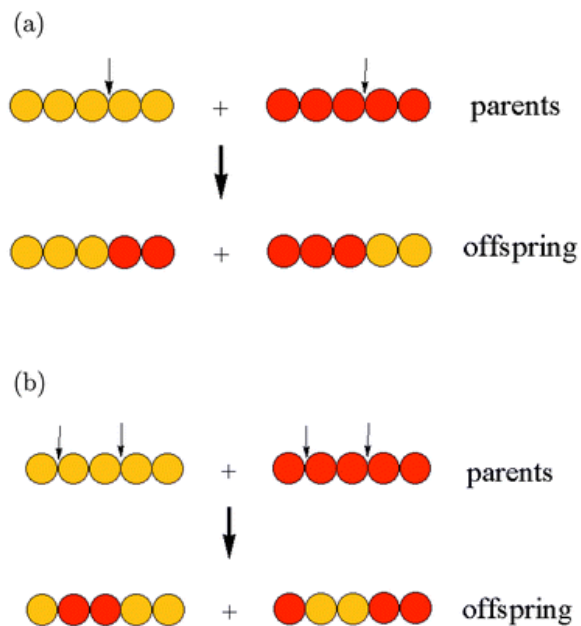 (a)
+ parents
+ offspring
(b)
+ parents
+ offspring